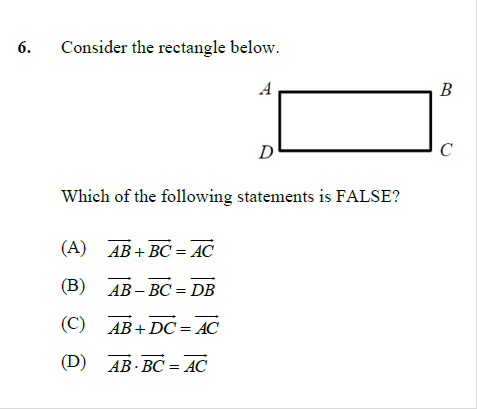 6. Consider the rectangle below.
A B
D C
Which of the following statements is FALSE?
(A) $\overrightarrow{AB} + \overrightarrow{BC} = \overrightarrow{AC}$
(B) $\overrightarrow{AB} - \overrightarrow{BC} = \overrightarrow{DB}$
(C) $\overrightarrow{AB} + \overrightarrow{DC} = \overrightarrow{AC}$
(D) $\overrightarrow{AB} \cdot \overrightarrow{BC} = \overrightarrow{AC}$